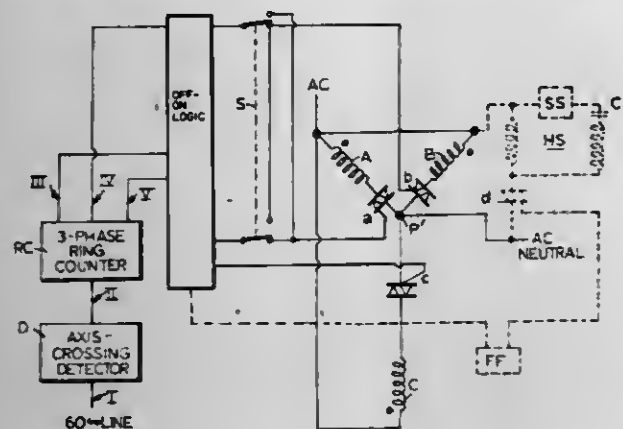 OFF-
ON
LOGIC
S
AC
A
B
a
b
P'
c
C
SS
C
HS
d
AC
NEUTRAL
FF
III
IV
V
RC
3-PHASE
RING
COUNTER
II
D
AXIS-
CROSSING
DETECTOR
I
60~LINE